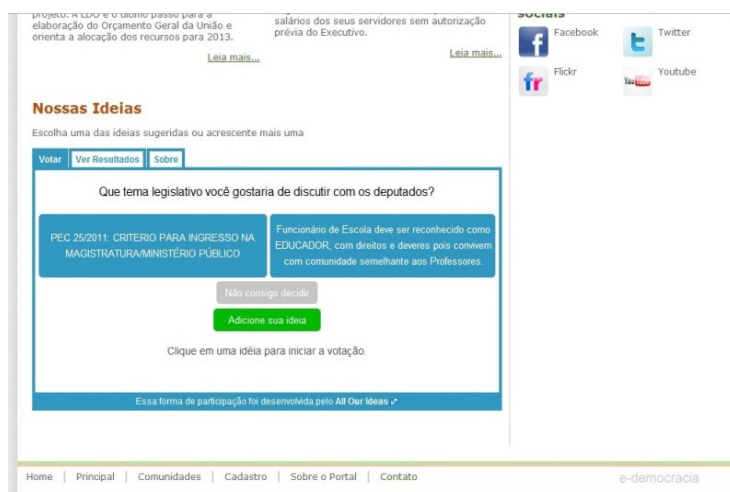 projeto. A LDO é o último passo para a
elaboração do Orçamento Geral da União e
orienta a alocação dos recursos para 2013.
Leia mais...
salários dos seus servidores sem autorização
prévia do Executivo.
Leia mais...
sociais
Facebook
Twitter
Flickr
Youtube
Nossas Ideias
Escolha uma das ideias sugeridas ou acrescente mais uma
Votar Ver Resultados Sobre
Que tema legislativo você gostaria de discutir com os deputados?
PEC 25/2011: CRITERIO PARA INGRESSO NA
MAGISTRATURA/MINISTÉRIO PÚBLICO
Funcionário de Escola deve ser reconhecido como
EDUCADOR, com direitos e deveres pois convivem
com comunidade semelhante aos Professores.
Não consigo decidir
Adicione sua ideia
Clique em uma idéia para iniciar a votação.
Essa forma de participação foi desenvolvida pelo All Our Ideas
Home | Principal | Comunidades | Cadastro | Sobre o Portal | Contato
e-democracia